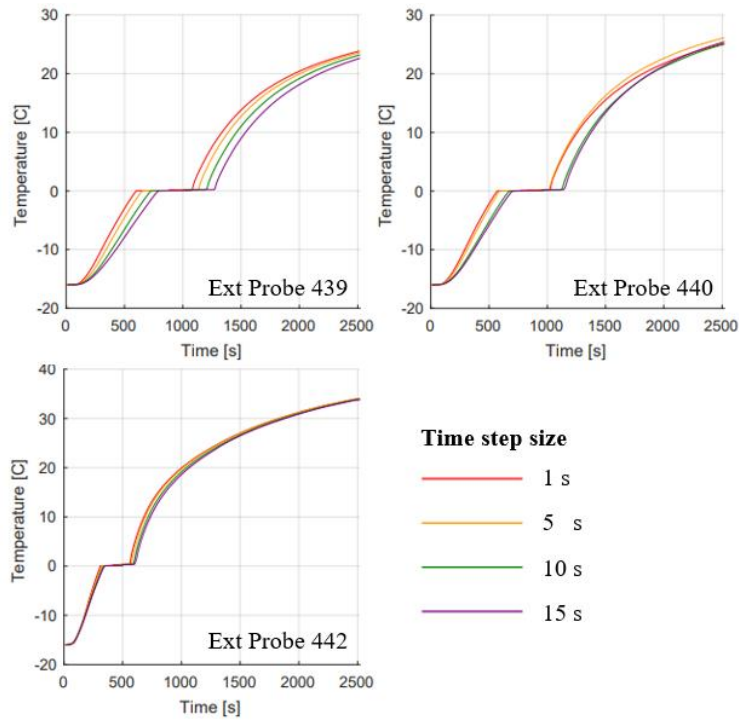 30
20
10
0
-10
-20
Temperature [C]
0 500 1000 1500 2000 2500
Time [s]
Ext Probe 439
30
20
10
0
-10
-20
Temperature [C]
0 500 1000 1500 2000 2500
Time [s]
Ext Probe 440
40
30
20
10
0
-10
-20
Temperature [C]
0 500 1000 1500 2000 2500
Time [s]
Ext Probe 442
Time step size
1 s
5 s
10 s
15 s